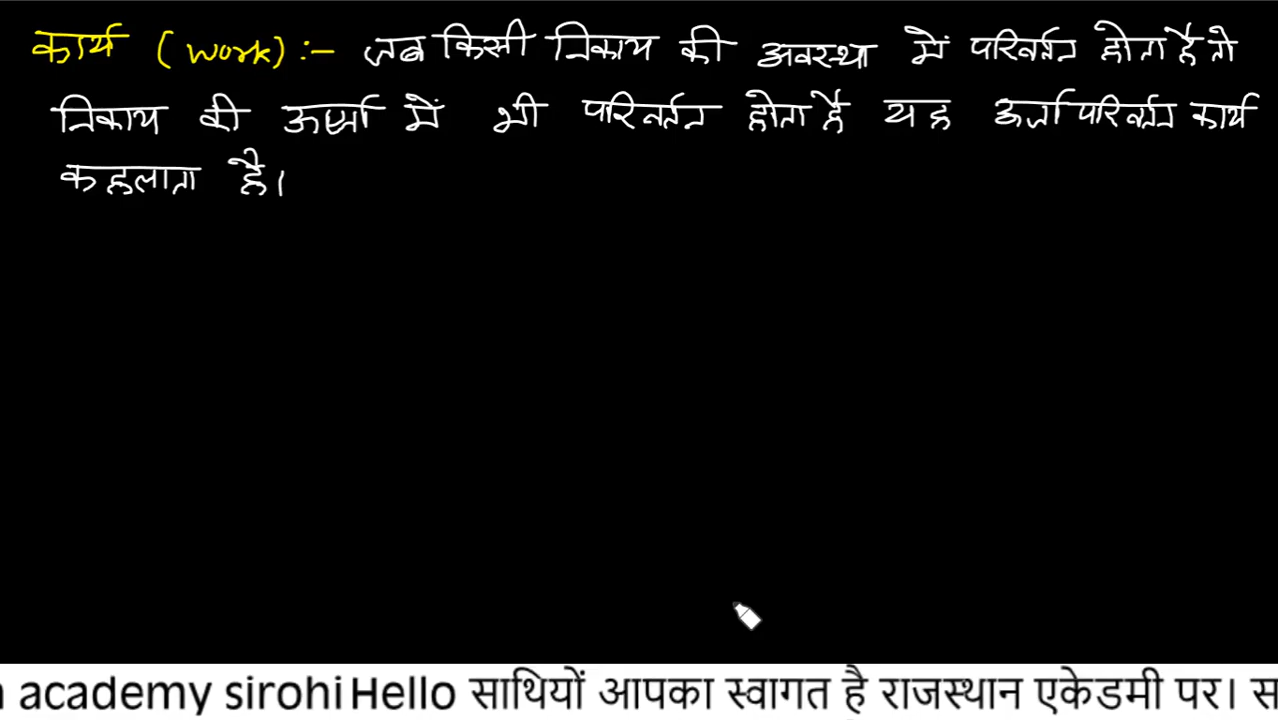 कार्य (work) :- जब किसी निकाय की अवस्था में परिवर्तन होता है तो
निकाय की ऊर्जा में भी परिवर्तन होता है यह ऊर्जा परिवर्तन कार्य
कहलाता है।
academy sirohi Hello साथियों आपका स्वागत है राजस्थान एकेडमी पर। स